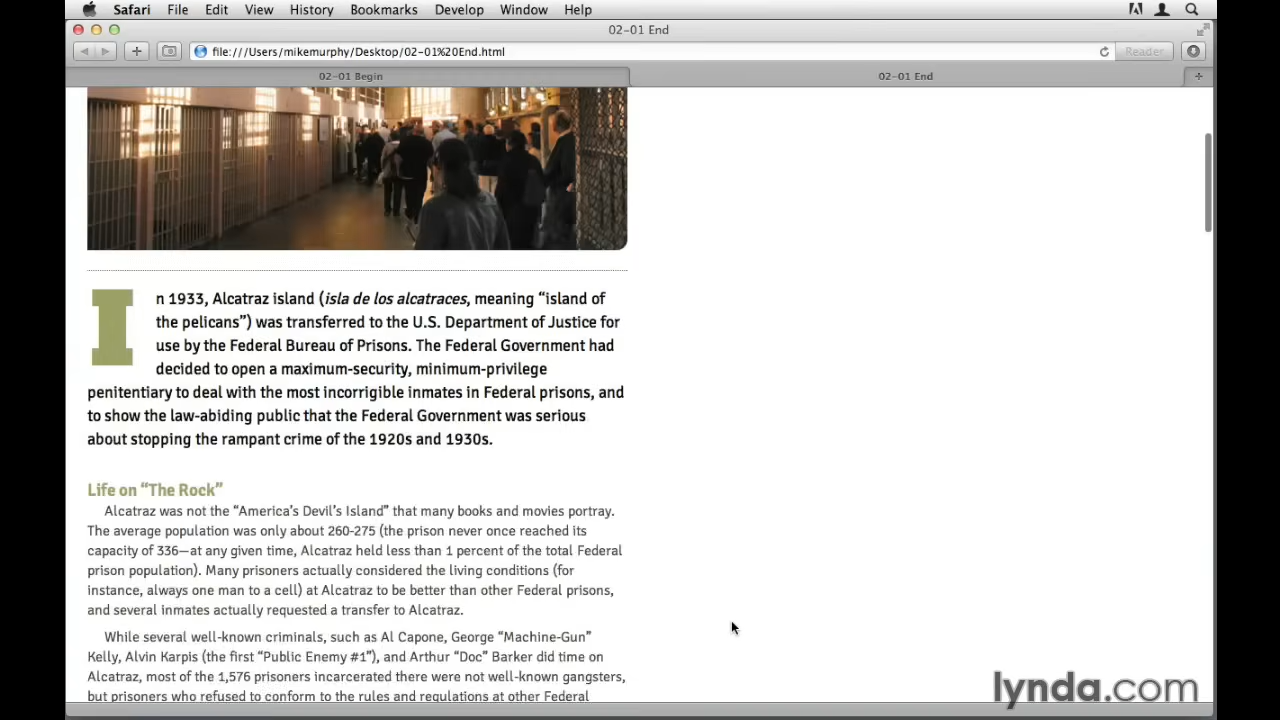 Safari File Edit View History Bookmarks Develop Window Help
02-01 End
file:///Users/mikemurphy/Desktop/02-01%20End.html
Reader
02-01 Begin
02-01 End
In 1933, Alcatraz island (isla de los alcatraces, meaning “island of
the pelicans”) was transferred to the U.S. Department of Justice for
use by the Federal Bureau of Prisons. The Federal Government had
decided to open a maximum-security, minimum-privilege
penitentiary to deal with the most incorrigible inmates in Federal prisons, and
to show the law-abiding public that the Federal Government was serious
about stopping the rampant crime of the 1920s and 1930s.
Life on “The Rock”
Alcatraz was not the “America’s Devil’s Island” that many books and movies portray.
The average population was only about 260-275 (the prison never once reached its
capacity of 336—at any given time, Alcatraz held less than 1 percent of the total Federal
prison population). Many prisoners actually considered the living conditions (for
instance, always one man to a cell) at Alcatraz to be better than other Federal prisons,
and several inmates actually requested a transfer to Alcatraz.
While several well-known criminals, such as Al Capone, George “Machine-Gun”
Kelly, Alvin Karpis (the first “Public Enemy #1”), and Arthur “Doc” Barker did time on
Alcatraz, most of the 1,576 prisoners incarcerated there were not well-known gangsters,
but prisoners who refused to conform to the rules and regulations at other Federal
lynda.com